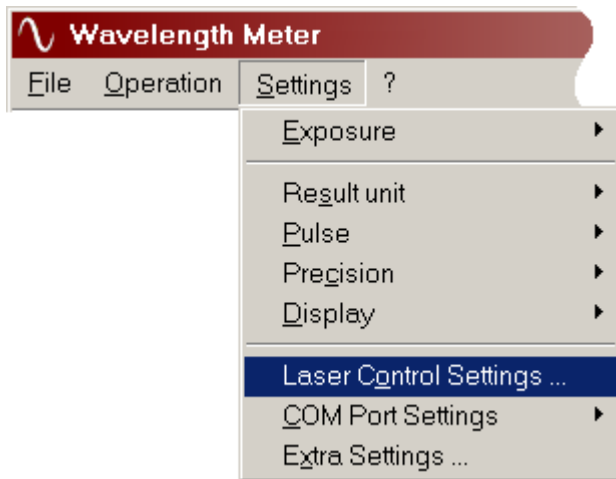 Wavelength Meter
File Operation Settings ?
Exposure
Result unit
Pulse
Precision
Display
Laser Control Settings ...
COM Port Settings
Extra Settings ...